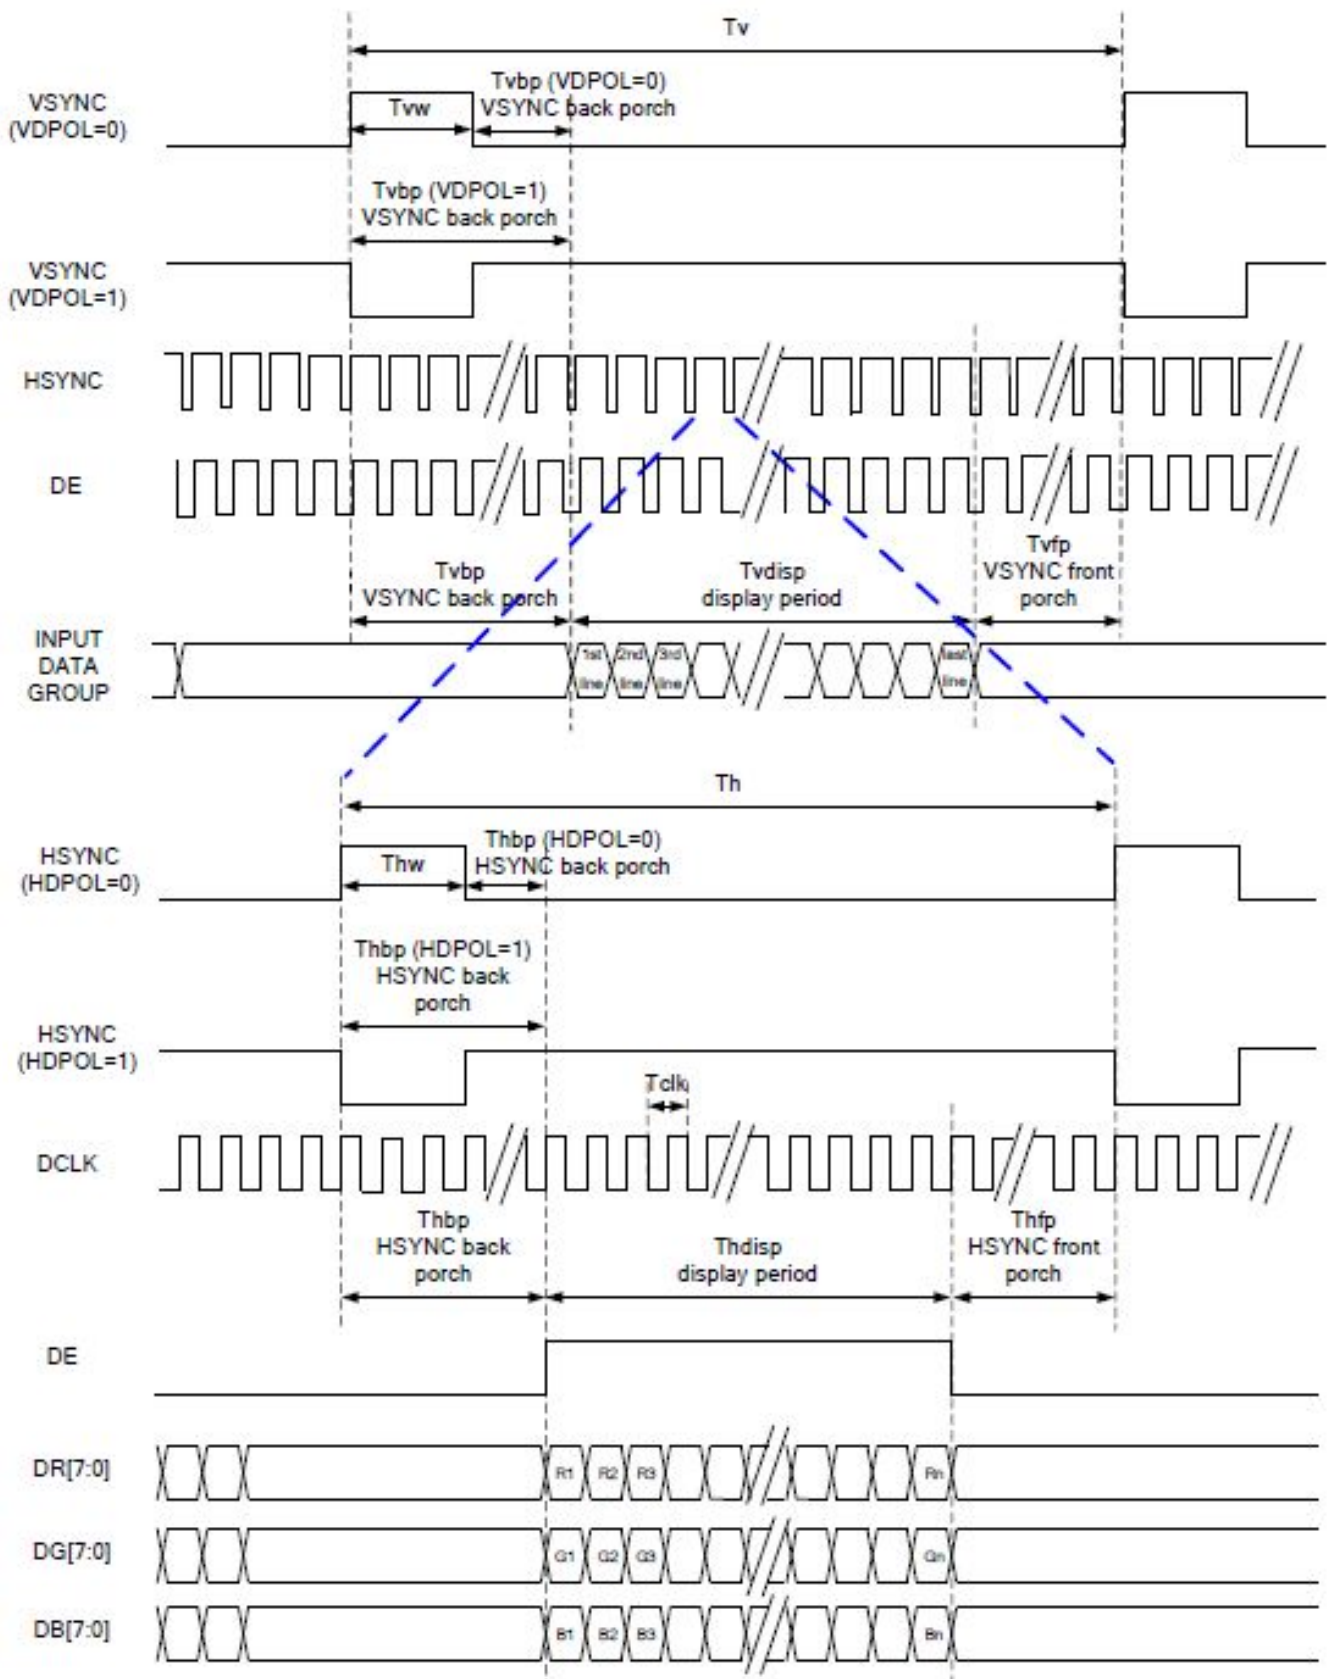 Tv
VSYNC
(VDPOL=0)
Tvw
Tvbp (VDPOL=0)
VSYNC back porch
Tvbp (VDPOL=1)
VSYNC back porch
VSYNC
(VDPOL=1)
HSYNC
DE
Tvbp
VSYNC back porch
Tvdisp
display period
Tvfp
VSYNC front
porch
INPUT
DATA
GROUP
1st
line
2nd
line
3rd
line
last
line
Th
HSYNC
(HDPOL=0)
Thw
Thbp (HDPOL=0)
HSYNC back porch
Thbp (HDPOL=1)
HSYNC back
porch
HSYNC
(HDPOL=1)
Tclk
DCLK
Thbp
HSYNC back
porch
Thdisp
display period
Thfp
HSYNC front
porch
DE
DR[7:0]
R1 R2 R3 Rn
DG[7:0]
G1 G2 G3 Gn
DB[7:0]
B1 B2 B3 Bn